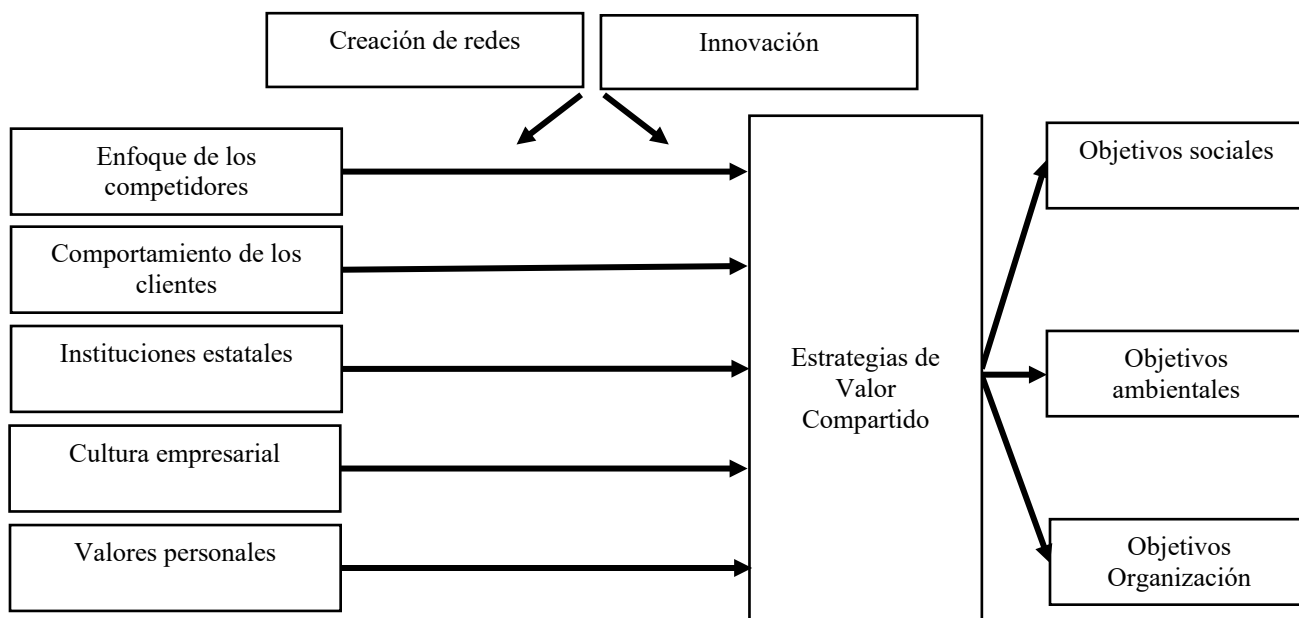 Creación de redes
Innovación
Enfoque de los
competidores
Comportamiento de los
clientes
Instituciones estatales
Cultura empresarial
Valores personales
Estrategias de
Valor
Compartido
Objetivos sociales
Objetivos
ambientales
Objetivos
Organización